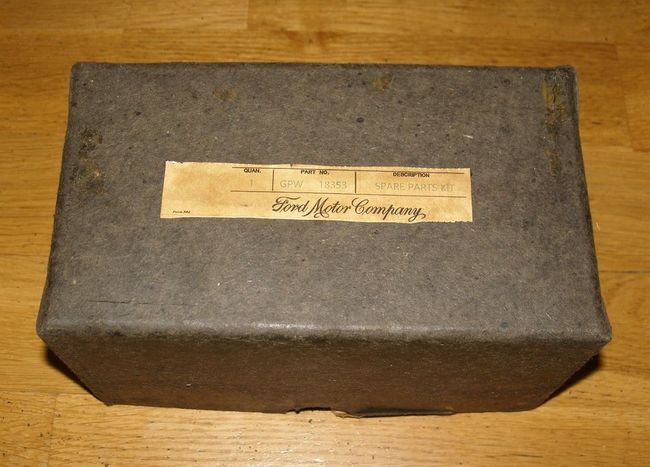 QUAN. PART NO. DESCRIPTION
1 GPW 18353 SPARE PARTS KIT
Ford Motor Company